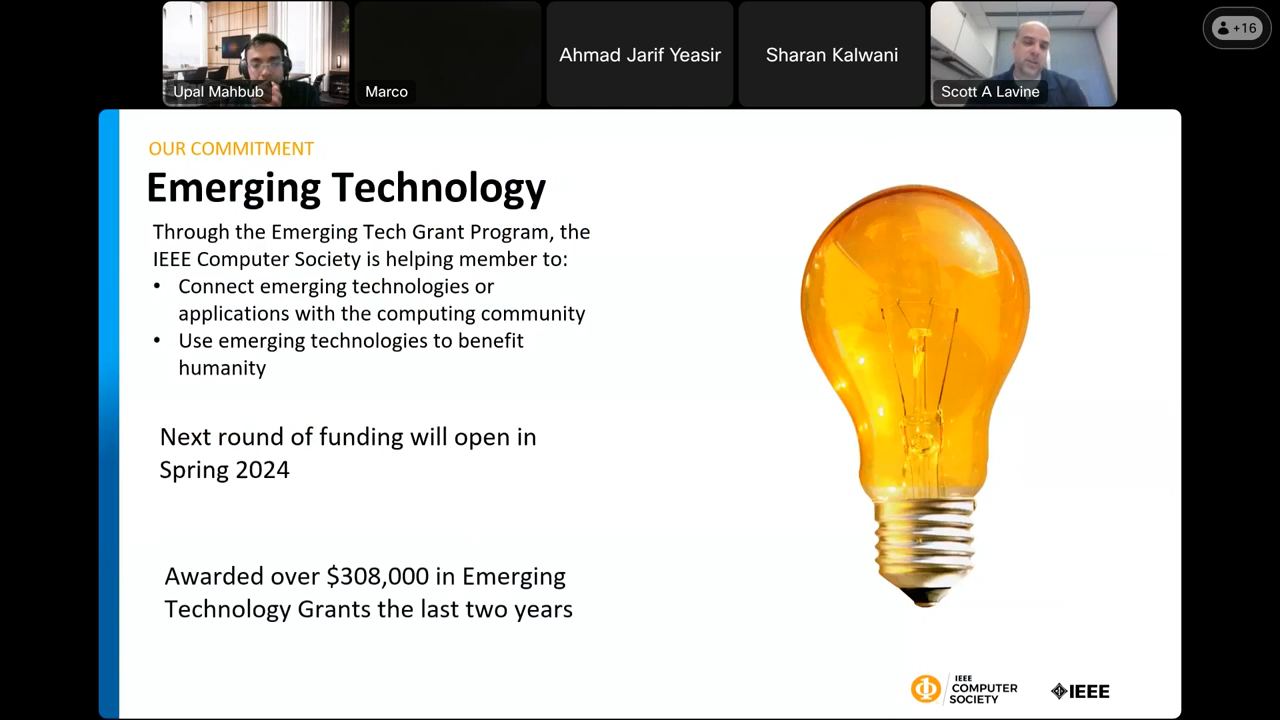 Upal Mahbub
Marco
Ahmad Jarif Yeasir
Sharan Kalwani
Scott A Lavine
+16
OUR COMMITMENT
Emerging Technology
Through the Emerging Tech Grant Program, the
IEEE Computer Society is helping member to:
• Connect emerging technologies or
applications with the computing community
• Use emerging technologies to benefit
humanity
Next round of funding will open in
Spring 2024
Awarded over $308,000 in Emerging
Technology Grants the last two years
IEEE
COMPUTER
SOCIETY
IEEE